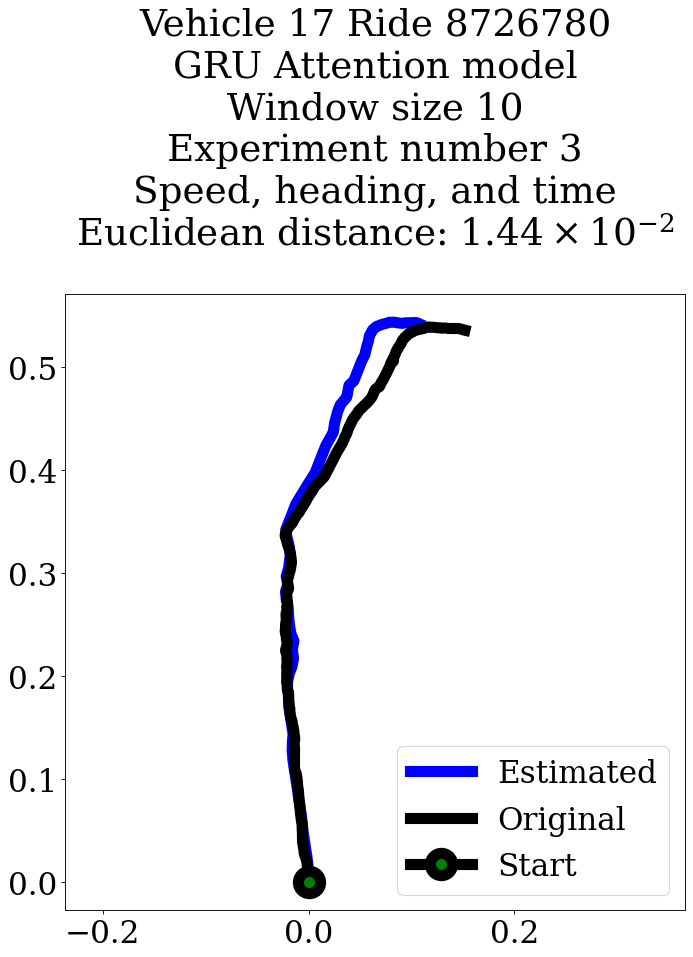 Vehicle 17 Ride 8726780
GRU Attention model
Window size 10
Experiment number 3
Speed, heading, and time
Euclidean distance: 1.44 × 10⁻²
0.5
0.4
0.3
0.2
0.1
0.0
−0.2
0.0
0.2
Estimated
Original
Start